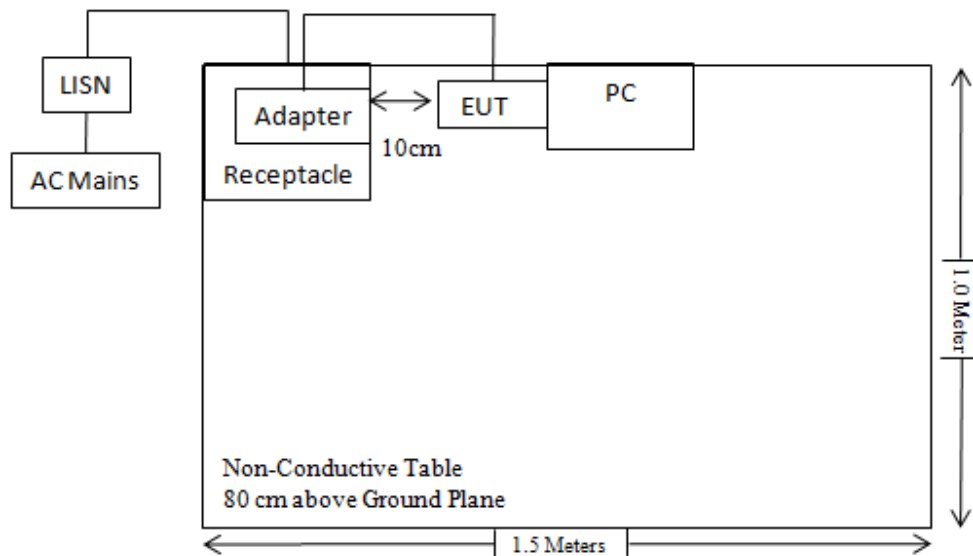 LISN
AC Mains
Adapter
Receptacle
10cm
EUT
PC
1.0 Meter
Non-Conductive Table
80 cm above Ground Plane
1.5 Meters